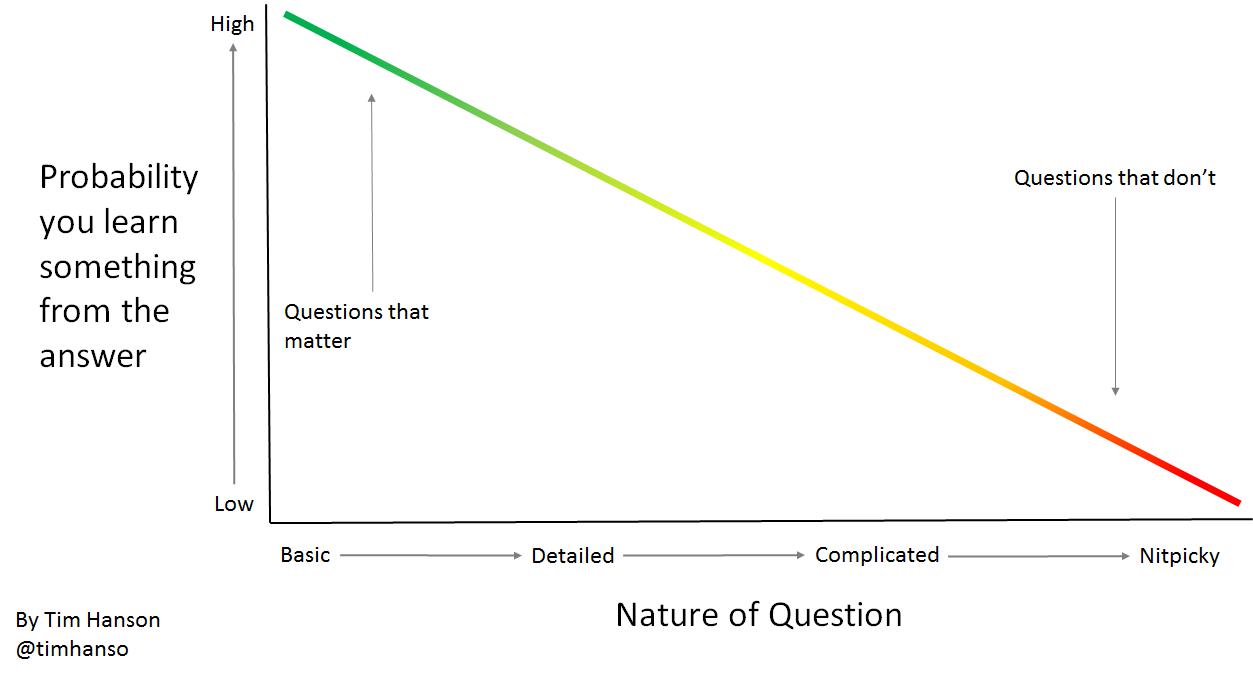 High
Probability
you learn
something
from the
answer
Questions that don’t
Questions that
matter
Low
Basic
Detailed
Complicated
Nitpicky
Nature of Question
By Tim Hanson
@timhanso